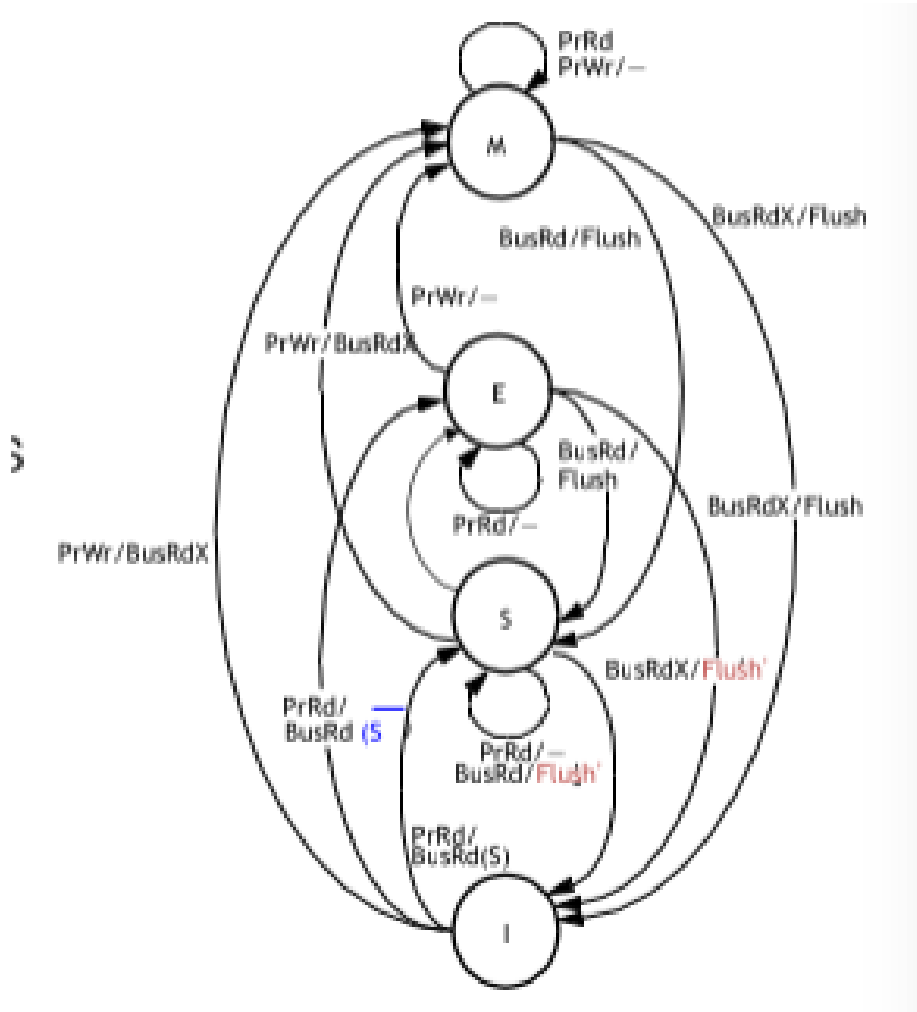 PrRd
PrWr/—
M
BusRdX/Flush
BusRd/Flush
PrWr/—
PrWr/BusRdX
E
BusRd/
Flush
S
BusRdX/Flush
PrRd/—
PrWr/BusRdX
S
BusRdX/Flush'
PrRd/
BusRd (S
PrRd/—
BusRd/Flush'
PrRd/
BusRd(S)
I